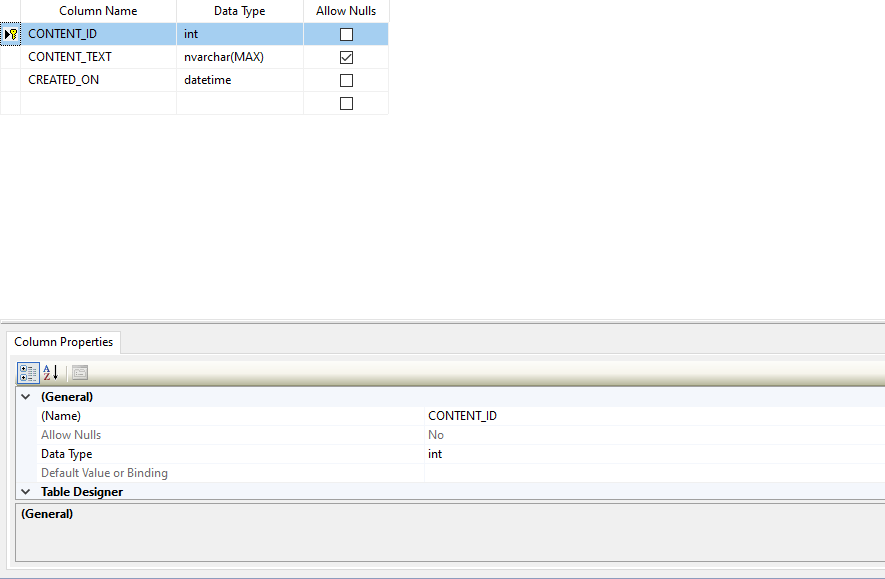 Column Name Data Type Allow Nulls
CONTENT_ID int
CONTENT_TEXT nvarchar(MAX)
CREATED_ON datetime
Column Properties
A Z
(General)
(Name) CONTENT_ID
Allow Nulls No
Data Type int
Default Value or Binding
Table Designer
(General)